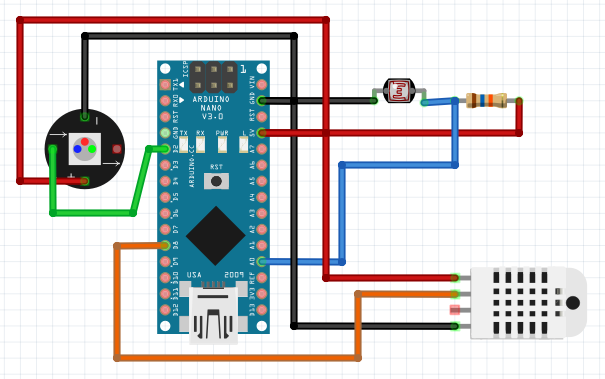 ICSP
1
ARDUINO
NANO
V3.0
TX1
RX0
RST
GND
D2
D3
D4
D5
D6
D7
D8
D9
D10
D11
D12
VIN
GND
RST
5V
A7
A6
A5
A4
A3
A2
A1
A0
REF
3V3
D13
TX RX PWR L
ARDUINO.CC
RST
USA 2009
−
+